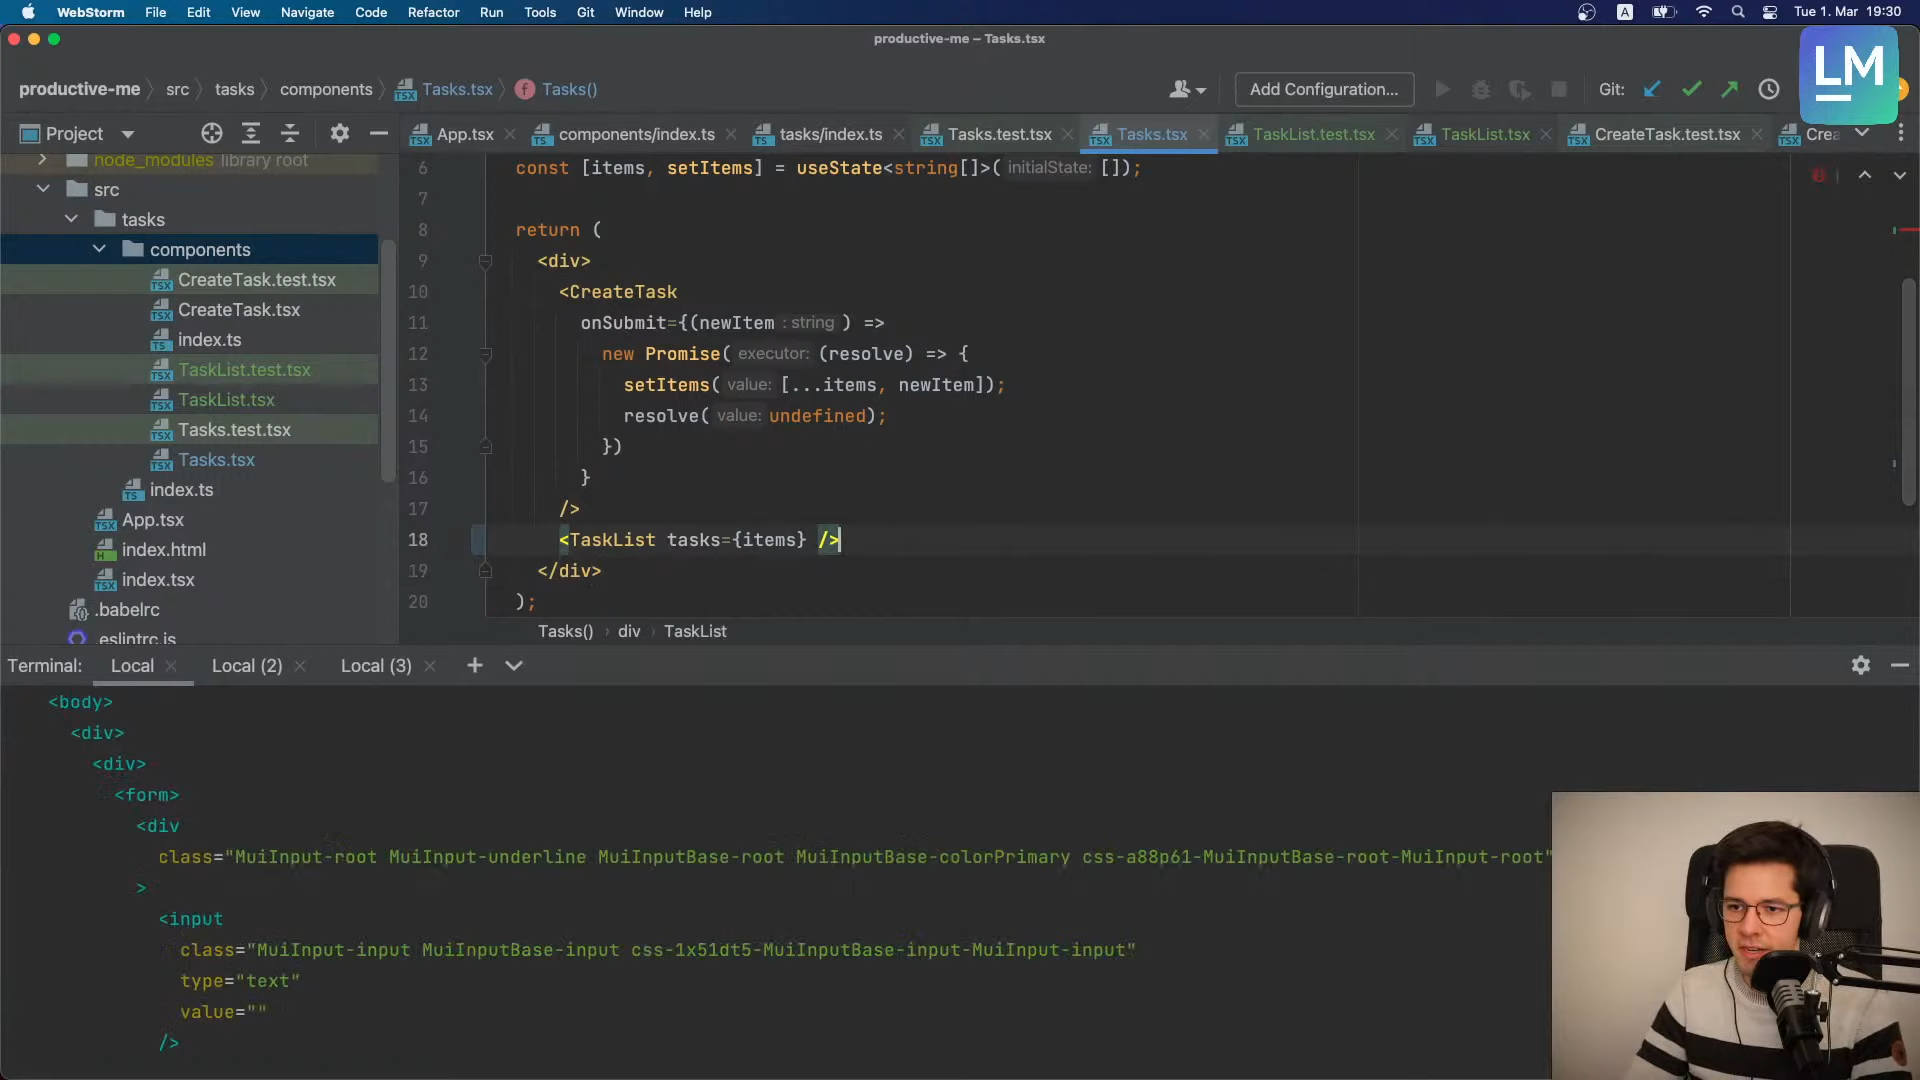 WebStorm File Edit View Navigate Code Refactor Run Tools Git Window Help A Tue 1. Mar 19:30
productive-me – Tasks.tsx
LM
productive-me src tasks components Tasks.tsx f Tasks() Add Configuration... Git:
Project App.tsx components/index.ts tasks/index.ts Tasks.test.tsx Tasks.tsx TaskList.test.tsx TaskList.tsx CreateTask.test.tsx Crea
node_modules library root
src
tasks
components
CreateTask.test.tsx
CreateTask.tsx
index.ts
TaskList.test.tsx
TaskList.tsx
Tasks.test.tsx
Tasks.tsx
index.ts
App.tsx
index.html
index.tsx
.babelrc
.eslintrc.js
6 const [items, setItems] = useState<string[]>( initialState: []);
7
8 return (
9 <div>
10 <CreateTask
11 onSubmit={(newItem : string ) =>
12 new Promise( executor: (resolve) => {
13 setItems( value: [...items, newItem]);
14 resolve( value: undefined);
15 })
16 }
17 />
18 <TaskList tasks={items} />
19 </div>
20 );
Tasks() div TaskList
Terminal: Local Local (2) Local (3)
<body>
<div>
<div>
<form>
<div
class="MuiInput-root MuiInput-underline MuiInputBase-root MuiInputBase-colorPrimary css-a88p61-MuiInputBase-root-MuiInput-root"
>
<input
class="MuiInput-input MuiInputBase-input css-1x51dt5-MuiInputBase-input-MuiInput-input"
type="text"
value=""
/>